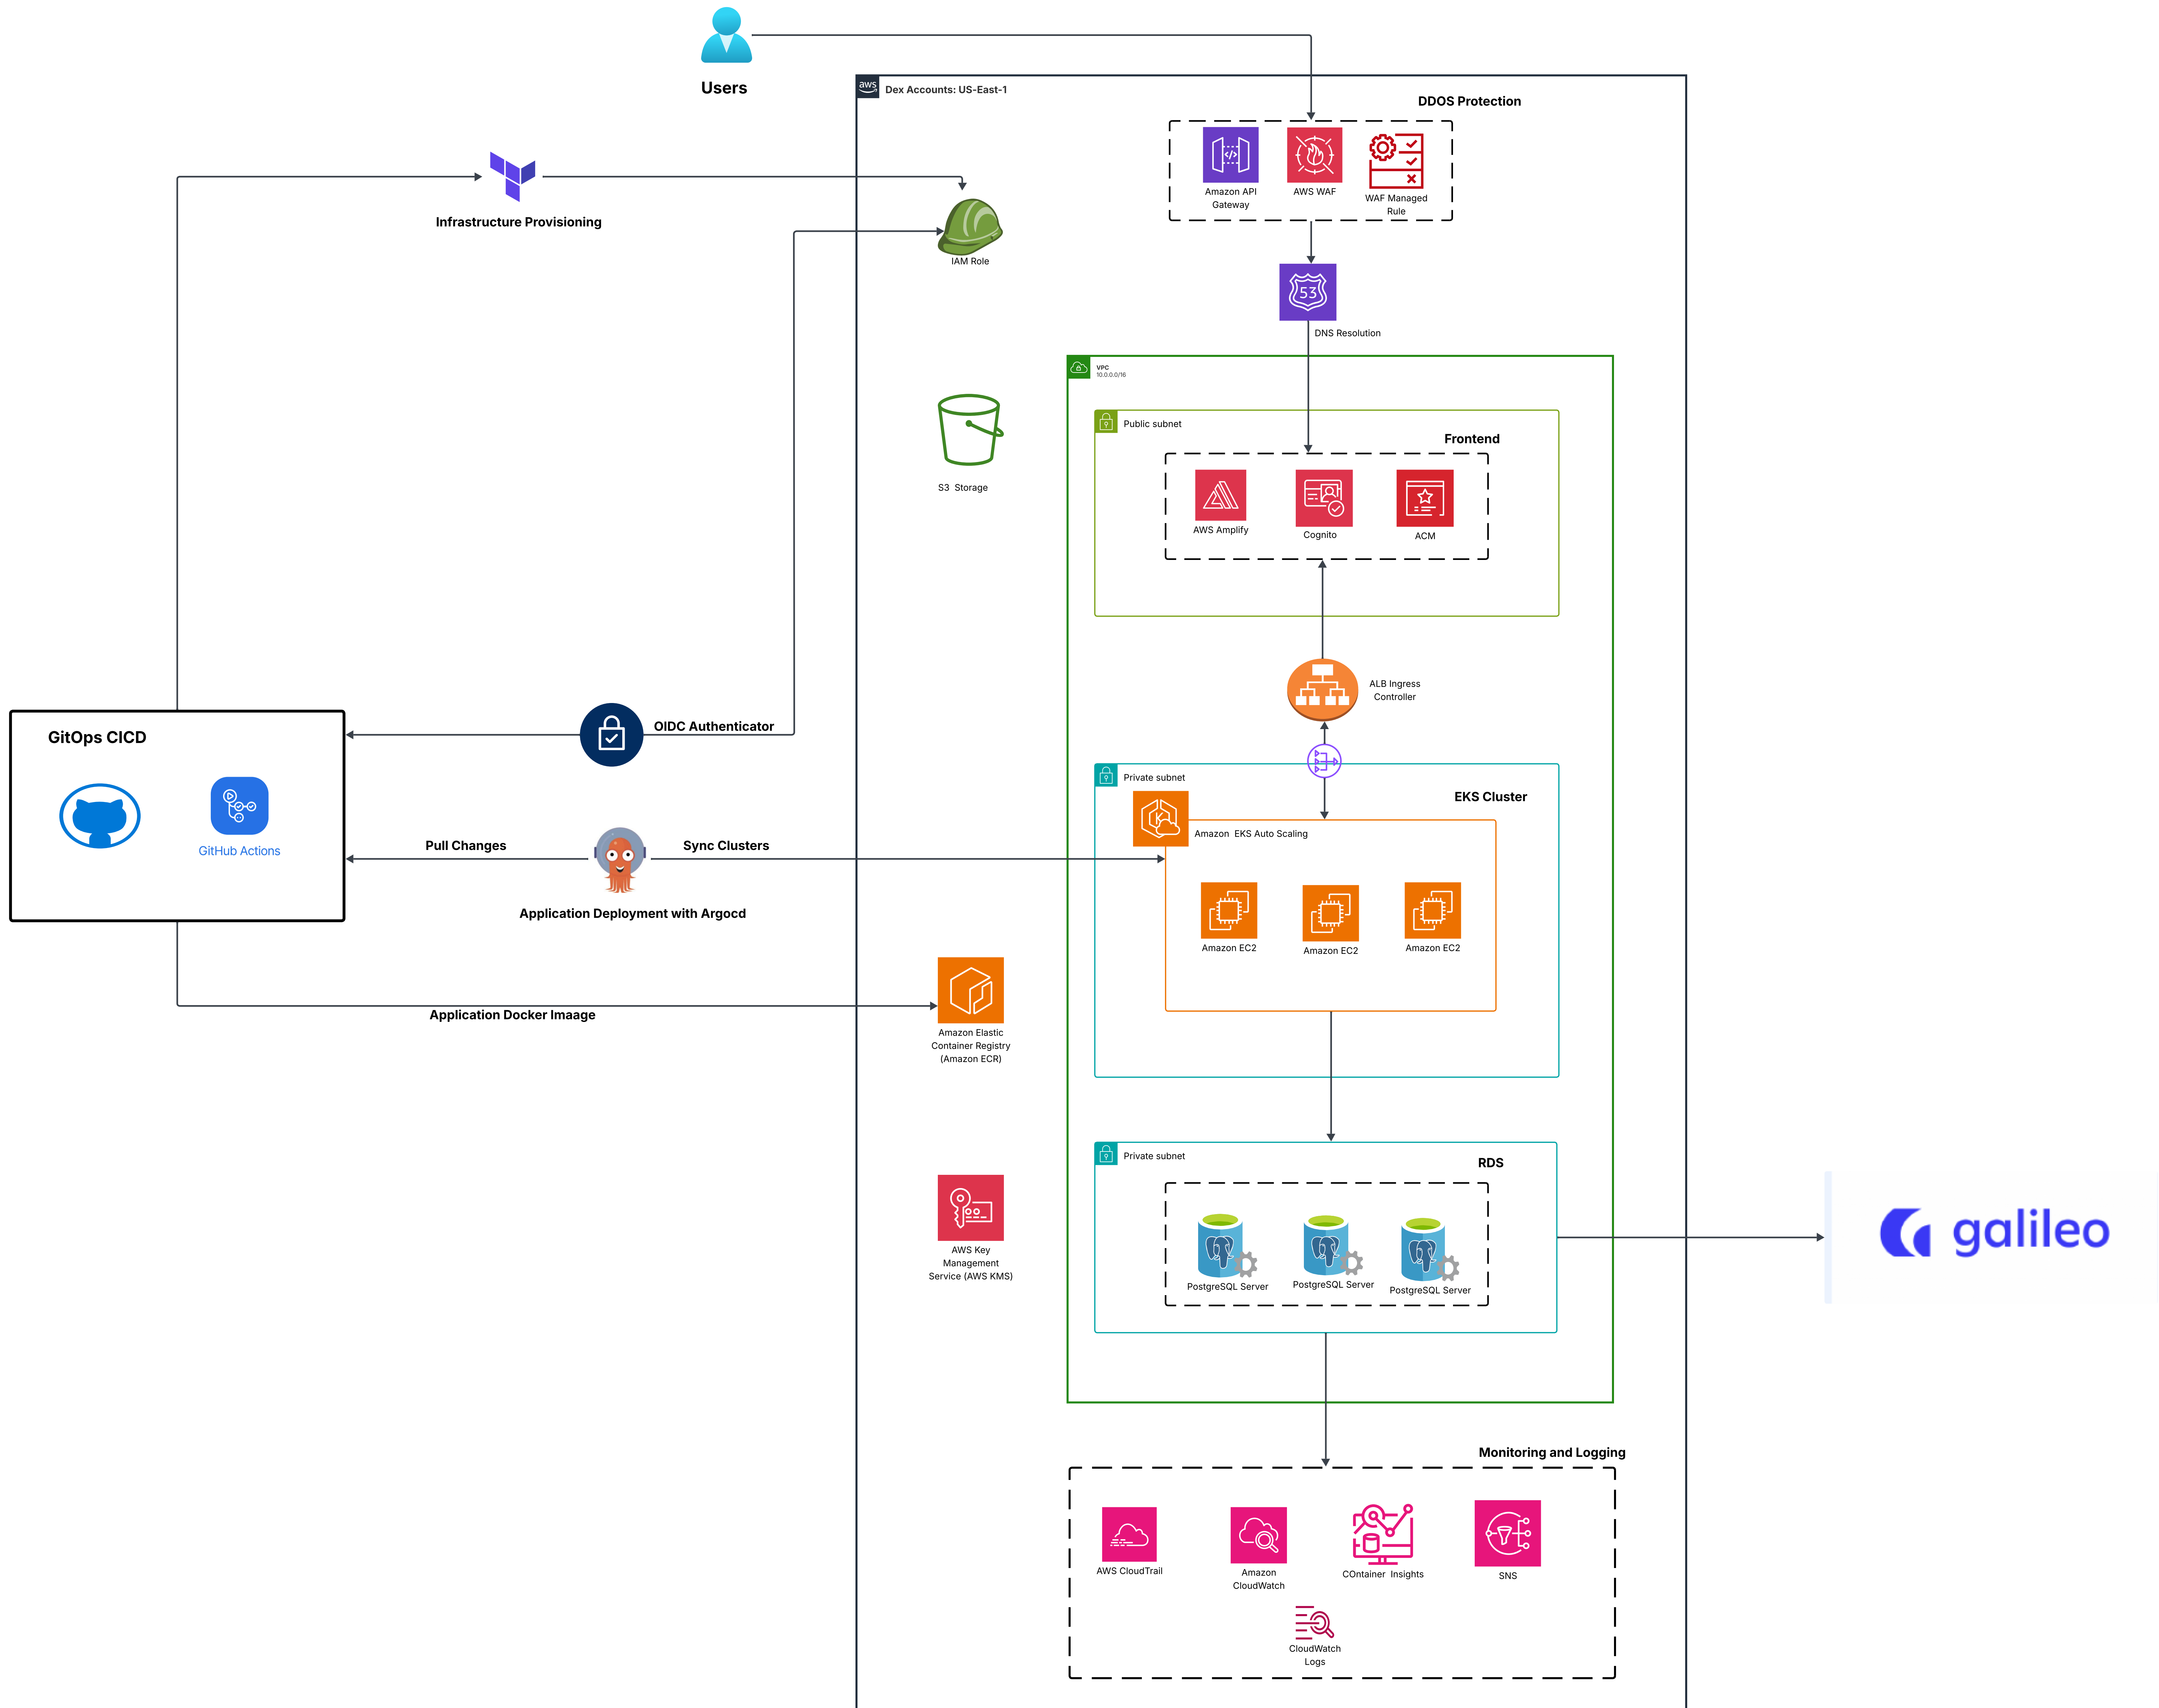 Users
aws
Dex Accounts: US-East-1
DDOS Protection
Amazon API
Gateway
AWS WAF
WAF Managed
Rule
Infrastructure Provisioning
IAM Role
53
DNS Resolution
VPC
10.0.0.0/16
Public subnet
Frontend
AWS Amplify
Cognito
ACM
S3 Storage
ALB Ingress
Controller
GitOps CICD
GitHub Actions
OIDC Authenticator
Private subnet
EKS Cluster
Amazon EKS Auto Scaling
Pull Changes
Sync Clusters
Application Deployment with Argocd
Amazon EC2
Amazon EC2
Amazon EC2
Application Docker Imaage
Amazon Elastic
Container Registry
(Amazon ECR)
Private subnet
RDS
PostgreSQL Server
PostgreSQL Server
PostgreSQL Server
AWS Key
Management
Service (AWS KMS)
galileo
Monitoring and Logging
AWS CloudTrail
Amazon
CloudWatch
COntainer Insights
SNS
CloudWatch
Logs